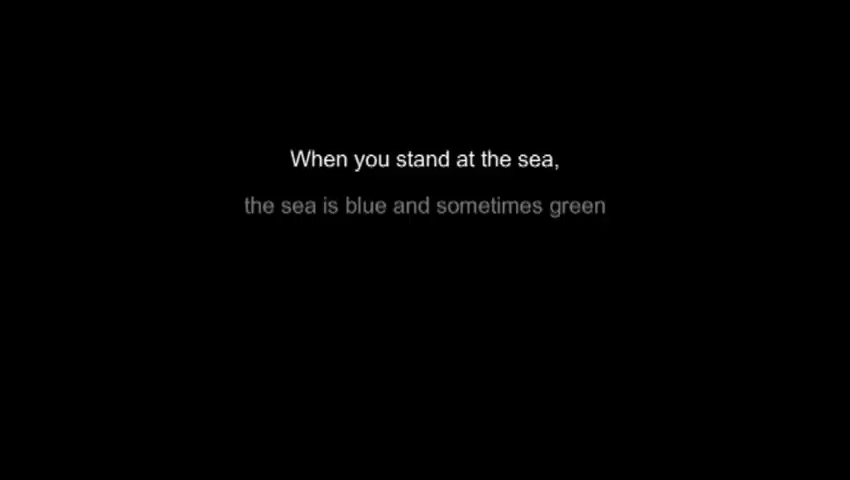 When you stand at the sea,
the sea is blue and sometimes green